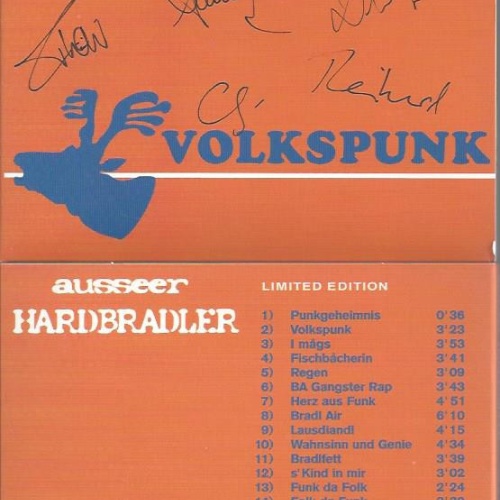 Reinhard
VOLKSPUNK
ausseer
HARDBRADLER
LIMITED EDITION
1) Punkgeheimnis 0'36
2) Volkspunk 3'23
3) I mågs 3'53
4) Fischbácherin 3'41
5) Regen 3'09
6) BA Gangster Rap 3'43
7) Herz aus Funk 4'51
8) Bradl Air 6'10
9) Lausdiandl 4'15
10) Wahnsinn und Genie 4'34
11) Bradlfett 3'39
12) s'Kind in mir 3'02
13) Funk da Folk 2'24